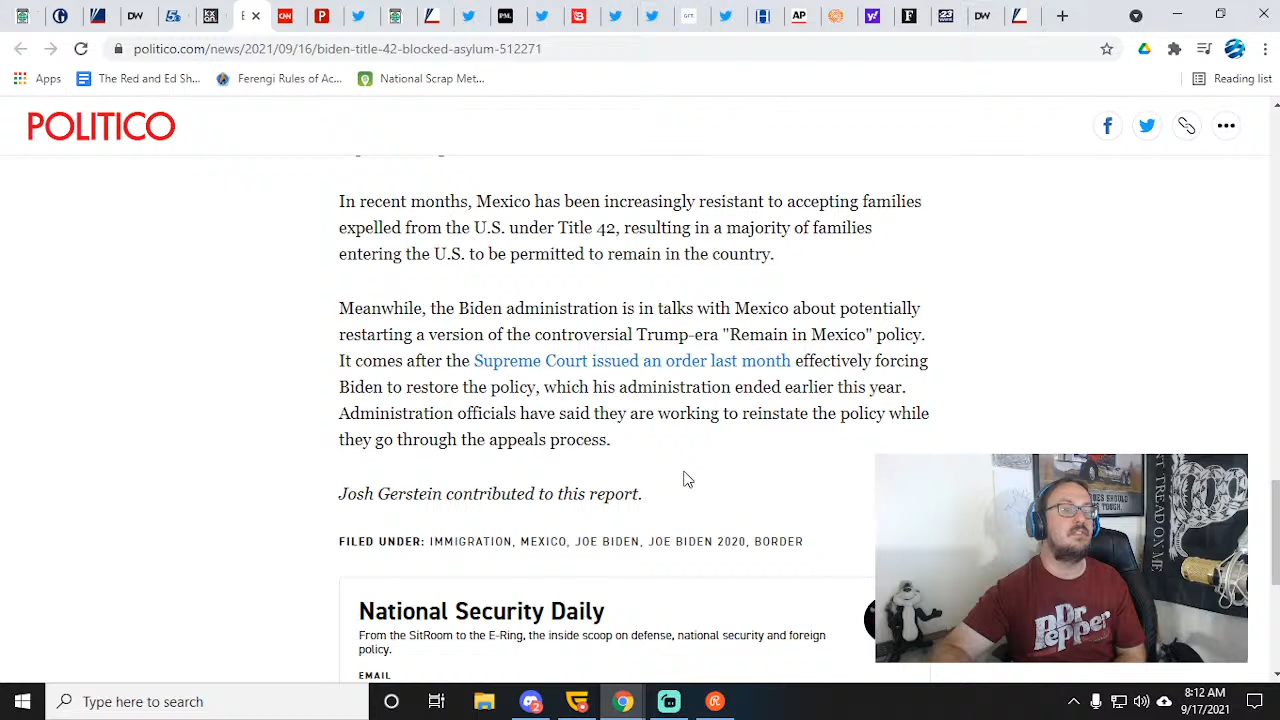 politico.com/news/2021/09/16/biden-title-42-blocked-asylum-512271
Apps The Red and Ed Sh... Ferengi Rules of Ac... National Scrap Met... Reading list
POLITICO
In recent months, Mexico has been increasingly resistant to accepting families
expelled from the U.S. under Title 42, resulting in a majority of families
entering the U.S. to be permitted to remain in the country.
Meanwhile, the Biden administration is in talks with Mexico about potentially
restarting a version of the controversial Trump-era "Remain in Mexico" policy.
It comes after the Supreme Court issued an order last month effectively forcing
Biden to restore the policy, which his administration ended earlier this year.
Administration officials have said they are working to reinstate the policy while
they go through the appeals process.
Josh Gerstein contributed to this report.
FILED UNDER: IMMIGRATION, MEXICO, JOE BIDEN, JOE BIDEN 2020, BORDER
National Security Daily
From the SitRoom to the E-Ring, the inside scoop on defense, national security and foreign
policy.
EMAIL
TREAD ON ME
Dr
Pepper
Type here to search
8:12 AM
9/17/2021